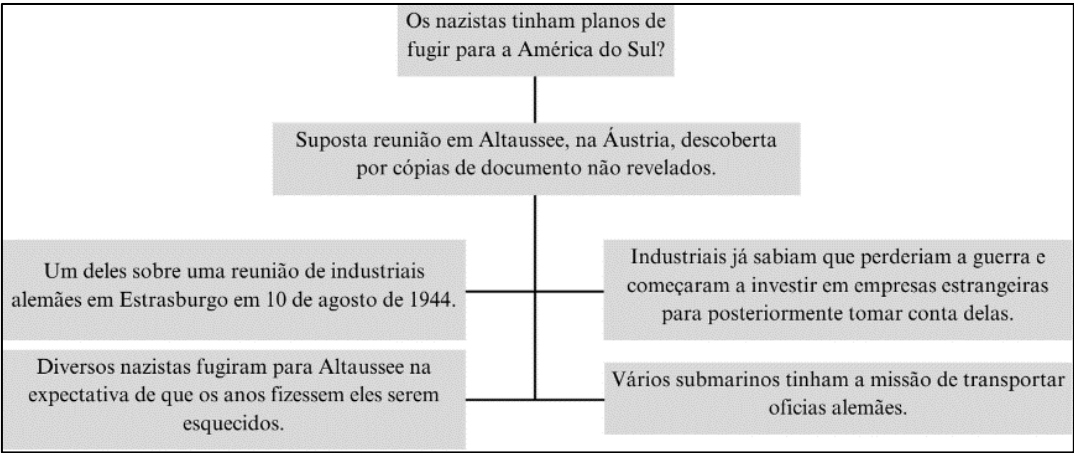 Os nazistas tinham planos de
fugir para a América do Sul?
Suposta reunião em Altaussee, na Áustria, descoberta
por cópias de documento não revelados.
Um deles sobre uma reunião de industriais
alemães em Estrasburgo em 10 de agosto de 1944.
Industriais já sabiam que perderiam a guerra e
começaram a investir em empresas estrangeiras
para posteriormente tomar conta delas.
Diversos nazistas fugiram para Altaussee na
expectativa de que os anos fizessem eles serem
esquecidos.
Vários submarinos tinham a missão de transportar
oficias alemães.